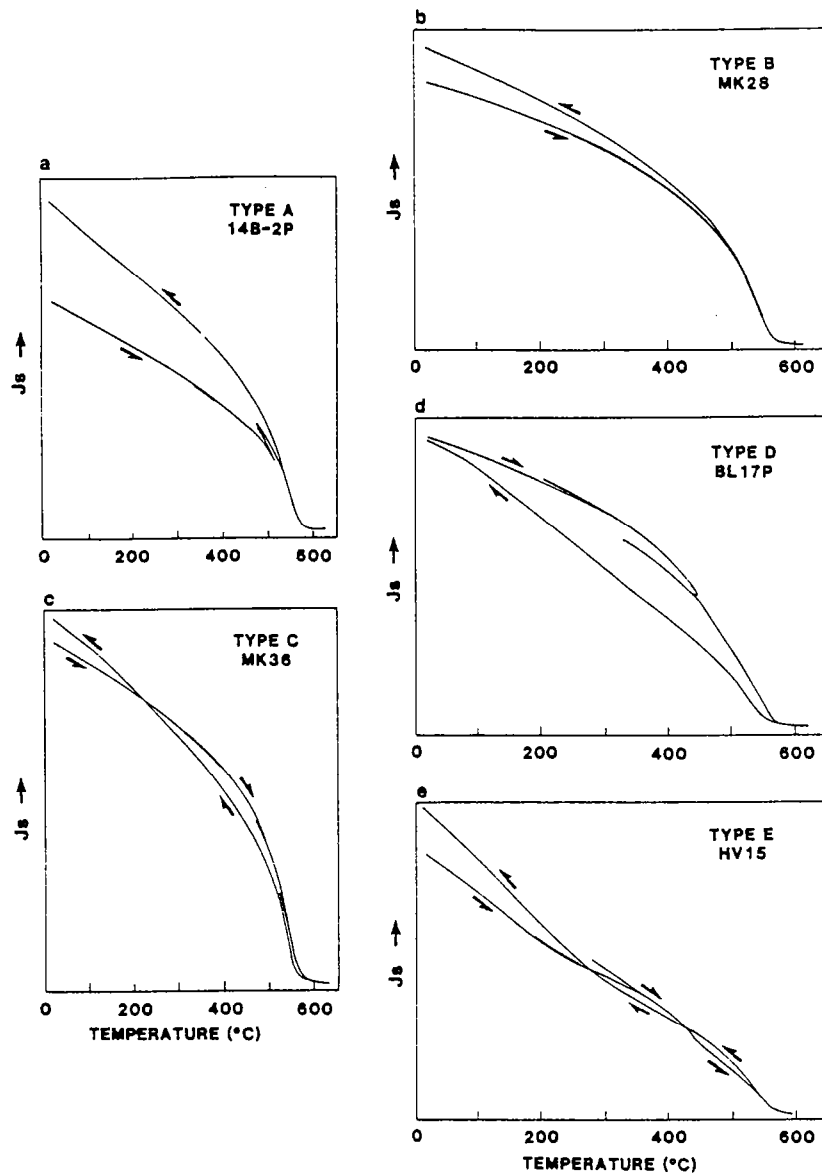 a
TYPE A
14B-2P
Js →
0 200 400 600
b
TYPE B
MK28
Js →
0 200 400 600
c
TYPE C
MK36
Js →
0 200 400 600
TEMPERATURE (°C)
d
TYPE D
BL17P
Js →
0 200 400 600
e
TYPE E
HV15
Js →
0 200 400 600
TEMPERATURE (°C)